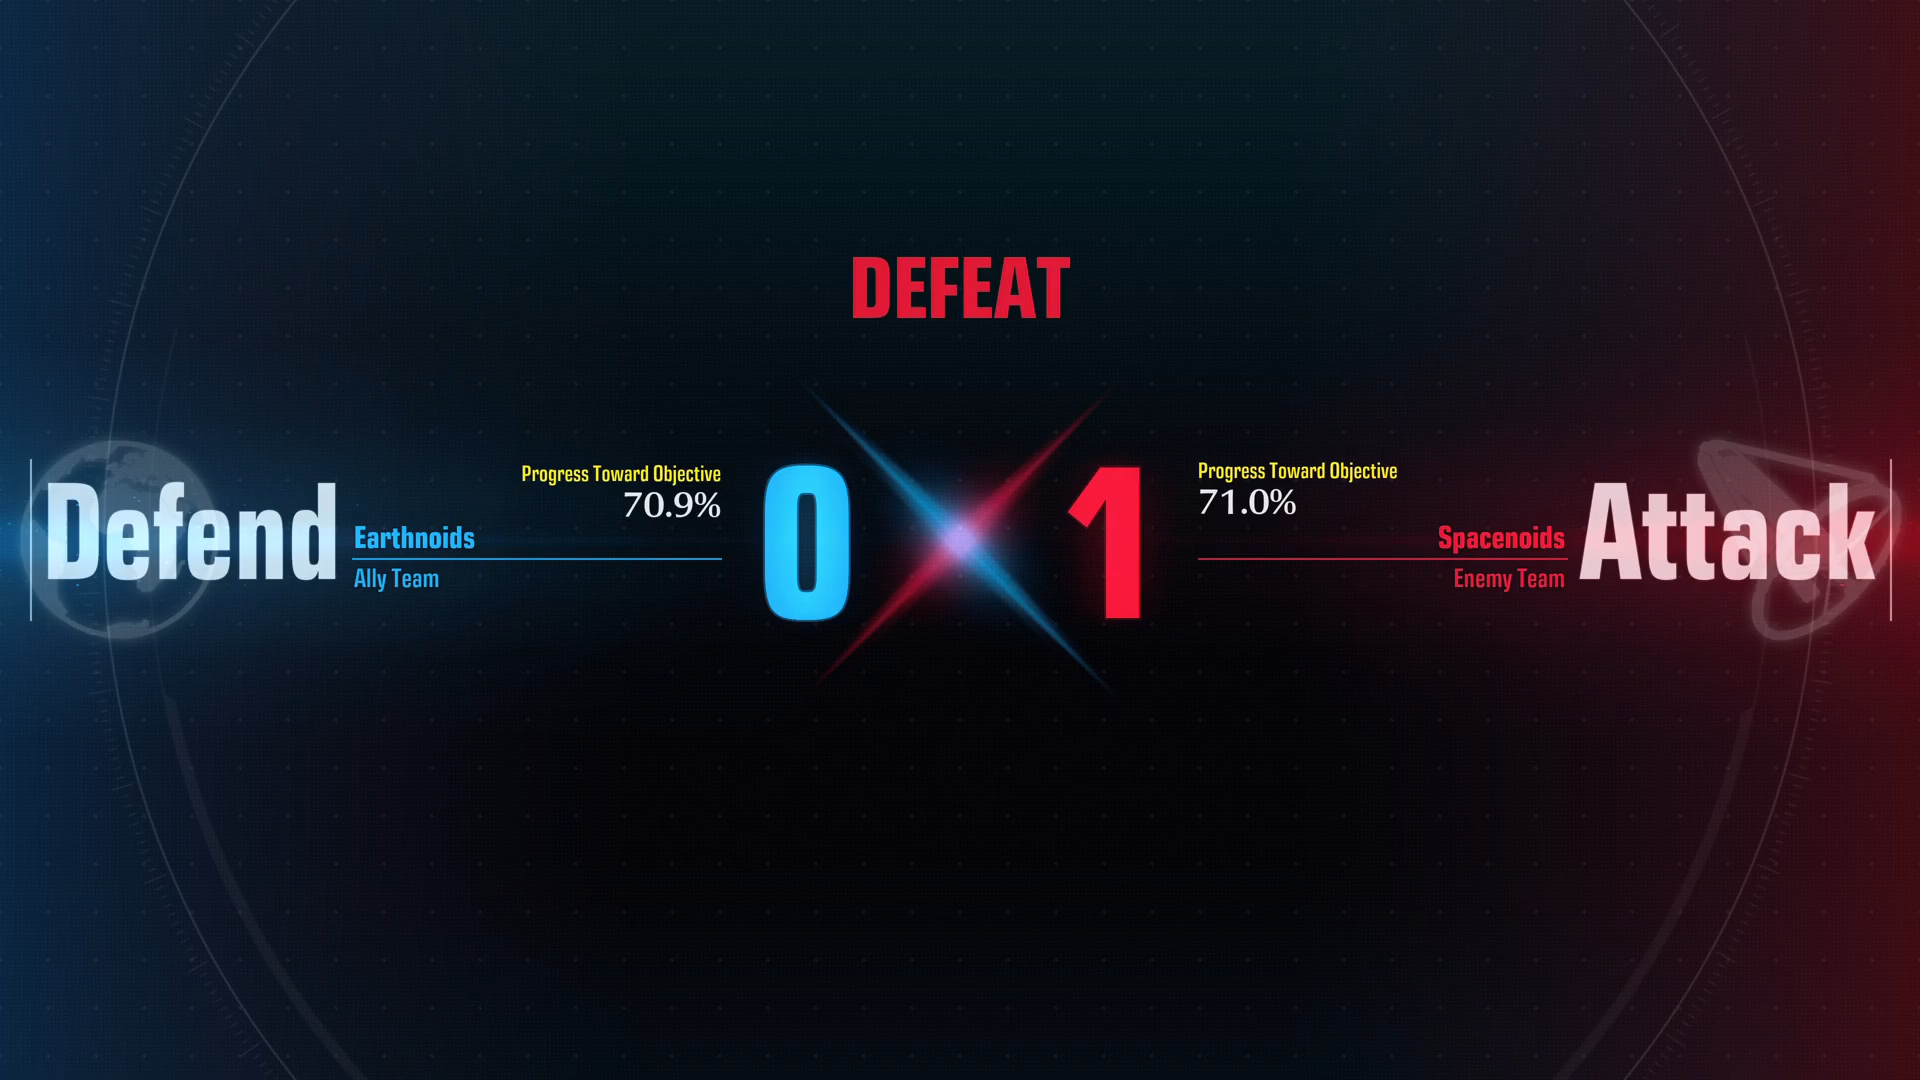 DEFEAT
Defend
Earthnoids
Ally Team
Progress Toward Objective
70.9%
0
1
Progress Toward Objective
71.0%
Spacenoids
Enemy Team
Attack